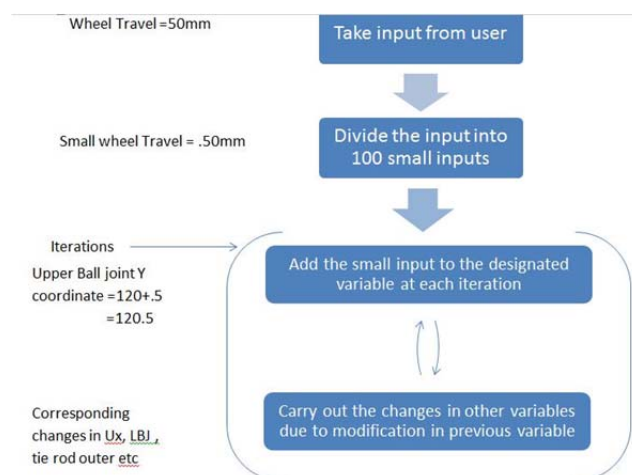 Wheel Travel =50mm
Take input from user
Small wheel Travel = .50mm
Divide the input into
100 small inputs
Iterations
Upper Ball joint Y
coordinate =120+.5
=120.5
Add the small input to the designated
variable at each iteration
Corresponding
changes in Ux, LBJ ,
tie rod outer etc
Carry out the changes in other variables
due to modification in previous variable